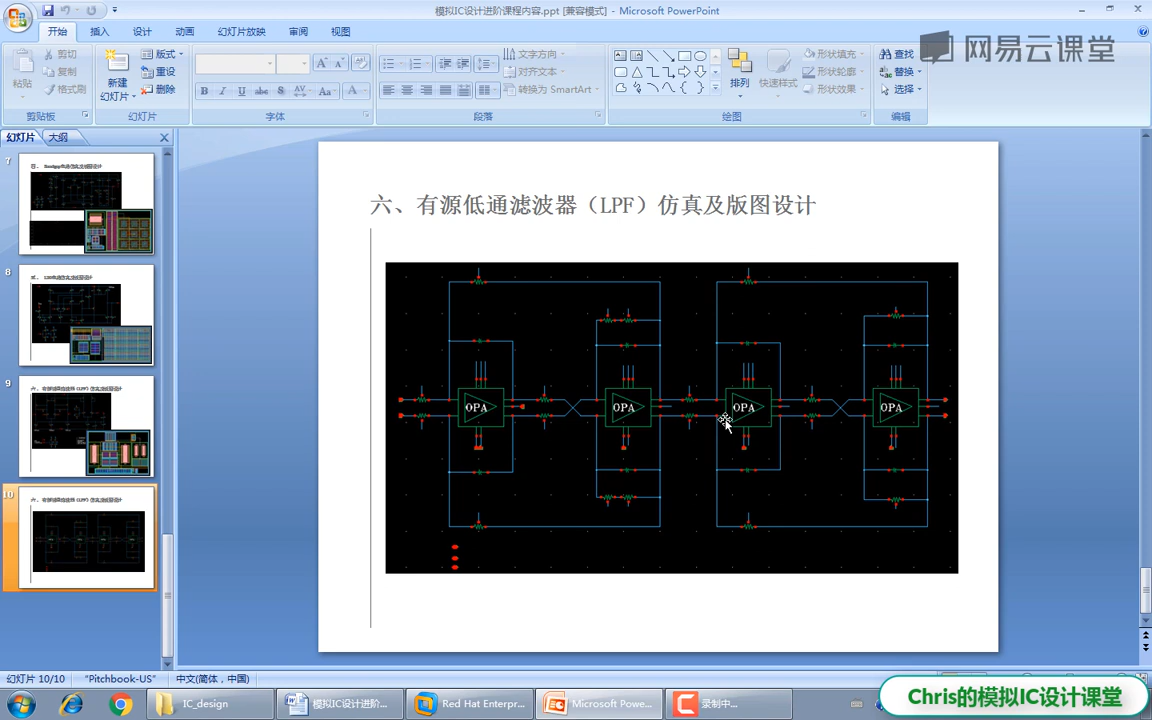 模拟IC设计进阶课程内容.ppt [兼容模式] - Microsoft PowerPoint
开始 插入 设计 动画 幻灯片放映 审阅 视图
网易云课堂
粘贴
剪切
复制
格式刷
剪贴板
新建
幻灯片
版式
重设
删除
幻灯片
B I U abc S AV Aa A
字体
文字方向
对齐文本
转换为 SmartArt
段落
排列
快速样式
形状填充
形状轮廓
形状效果
绘图
查找
替换
选择
编辑
幻灯片 大纲
7
8
9
10
六、有源低通滤波器（LPF）仿真及版图设计
OPA OPA OPA OPA
幻灯片 10/10 "Pitchbook-US" 中文(简体，中国)
IC_design
模拟IC设计进阶...
Red Hat Enterpr...
Microsoft Powe...
录制中...
Chris的模拟IC设计课堂